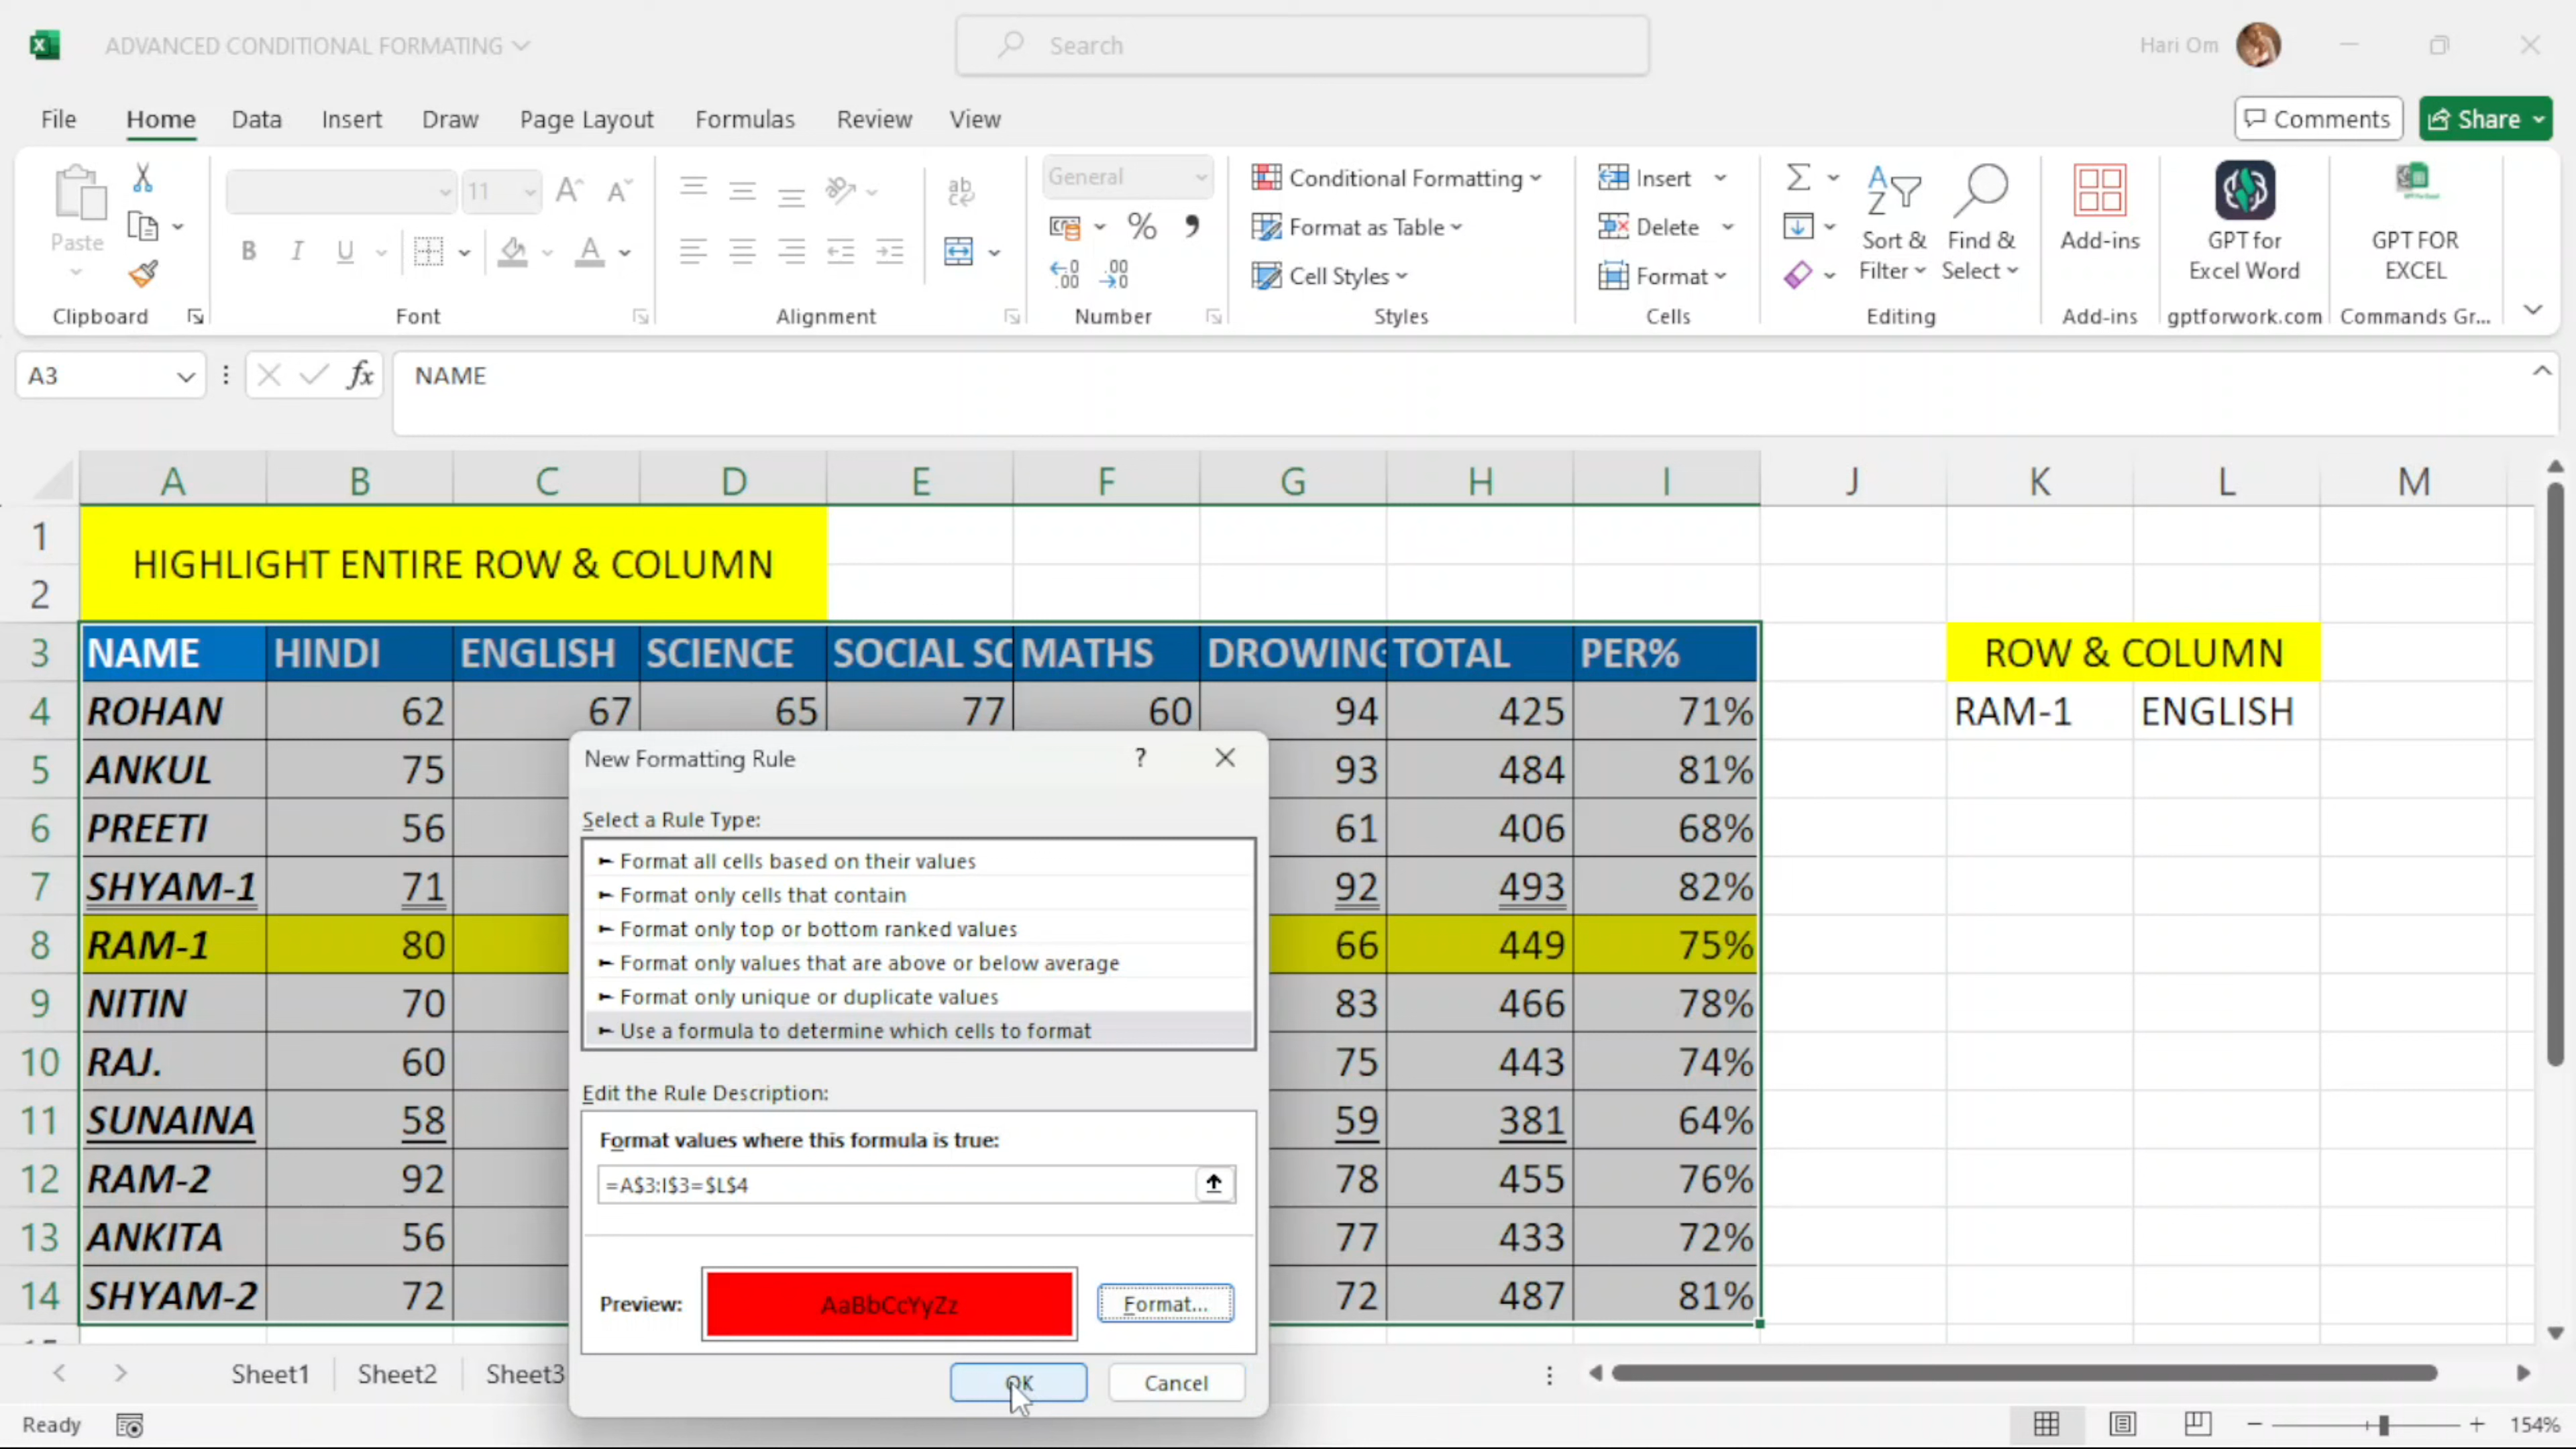 ADVANCED CONDITIONAL FORMATING
Search
Hari Om
File Home Data Insert Draw Page Layout Formulas Review View
Comments Share
Paste
11
General
Conditional Formatting
Format as Table
Cell Styles
Insert
Delete
Format
Sort & Filter
Find & Select
Add-ins
GPT for Excel Word
GPT FOR EXCEL
Clipboard Font Alignment Number Styles Cells Editing Add-ins gptforwork.com Commands Gr...
A3 fx NAME
A B C D E F G H I J K L M
1
HIGHLIGHT ENTIRE ROW & COLUMN
2
3 NAME HINDI ENGLISH SCIENCE SOCIAL SC MATHS DROWING TOTAL PER% ROW & COLUMN
4 ROHAN 62 67 65 77 60 94 425 71% RAM-1 ENGLISH
5 ANKUL 75 93 484 81%
6 PREETI 56 61 406 68%
7 SHYAM-1 71 92 493 82%
8 RAM-1 80 66 449 75%
9 NITIN 70 83 466 78%
10 RAJ. 60 75 443 74%
11 SUNAINA 58 59 381 64%
12 RAM-2 92 78 455 76%
13 ANKITA 56 77 433 72%
14 SHYAM-2 72 72 487 81%
New Formatting Rule ?
Select a Rule Type:
► Format all cells based on their values
► Format only cells that contain
► Format only top or bottom ranked values
► Format only values that are above or below average
► Format only unique or duplicate values
► Use a formula to determine which cells to format
Edit the Rule Description:
Format values where this formula is true:
=A$3:I$3=$L$4
Preview: AaBbCcYyZz Format...
OK Cancel
Sheet1 Sheet2 Sheet3
Ready 154%